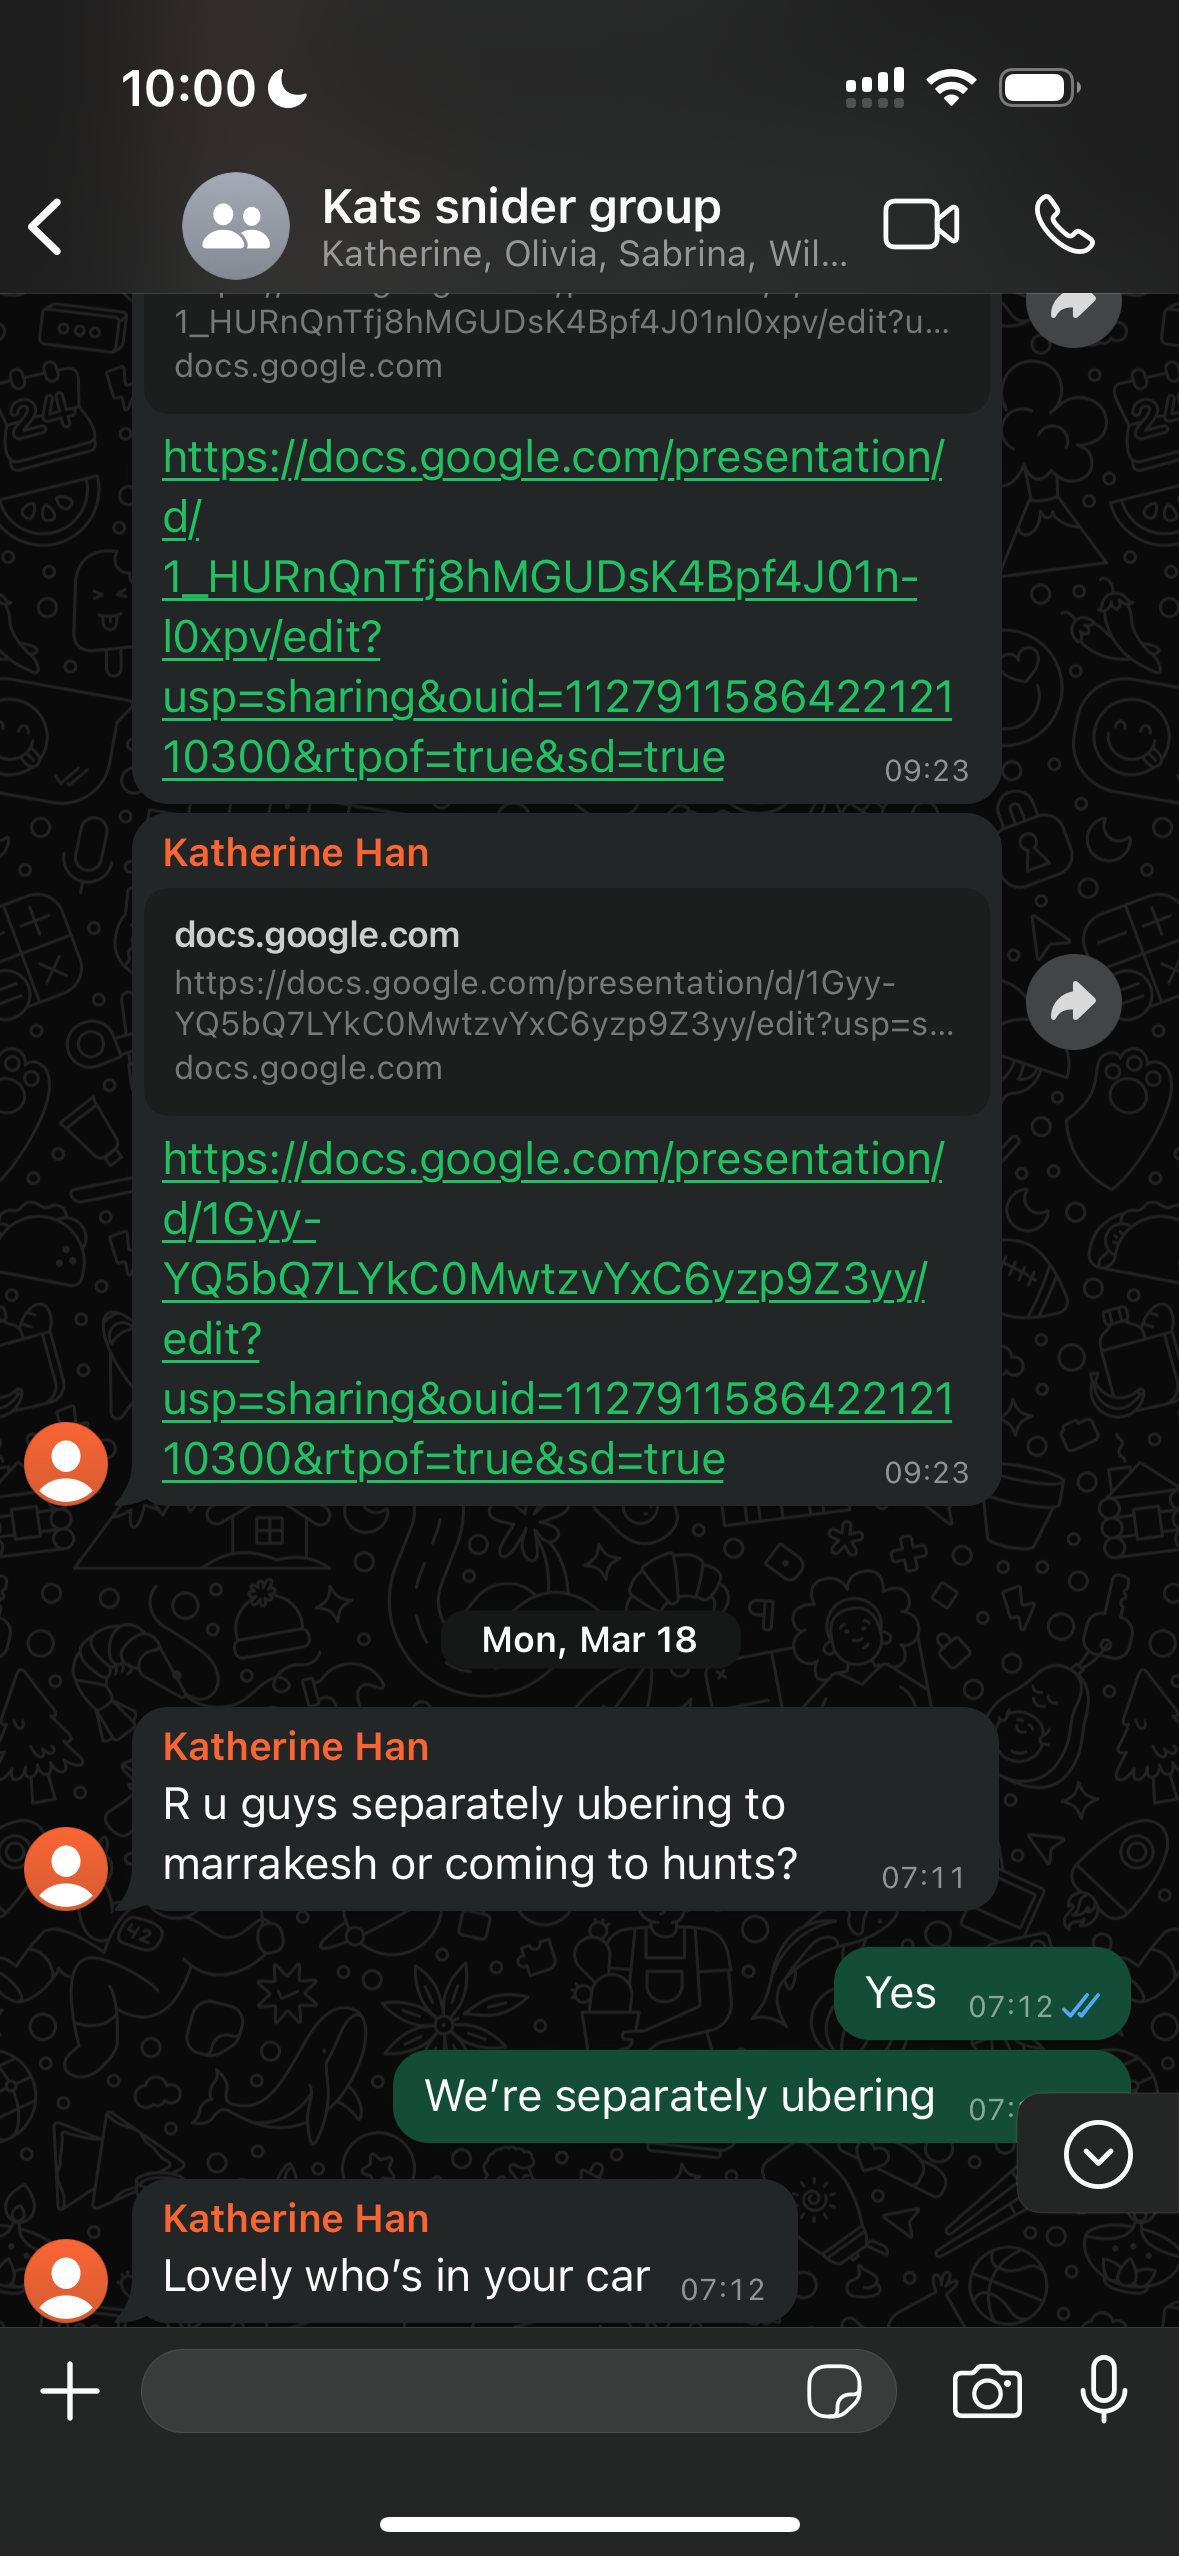 10:00
Kats snider group
Katherine, Olivia, Sabrina, Wil...
1_HURnQnTfj8hMGUDsK4Bpf4J01nl0xpv/edit?u...
docs.google.com
https://docs.google.com/presentation/
d/
1_HURnQnTfj8hMGUDsK4Bpf4J01n-
l0xpv/edit?
usp=sharing&ouid=1127911586422121
10300&rtpof=true&sd=true
09:23
Katherine Han
docs.google.com
https://docs.google.com/presentation/d/1Gyy-
YQ5bQ7LYkC0MwtzvYxC6yzp9Z3yy/edit?usp=s...
docs.google.com
https://docs.google.com/presentation/
d/1Gyy-
YQ5bQ7LYkC0MwtzvYxC6yzp9Z3yy/
edit?
usp=sharing&ouid=1127911586422121
10300&rtpof=true&sd=true
09:23
Mon, Mar 18
Katherine Han
R u guys separately ubering to
marrakesh or coming to hunts?
07:11
Yes
07:12
We’re separately ubering
07:
Katherine Han
Lovely who’s in your car
07:12